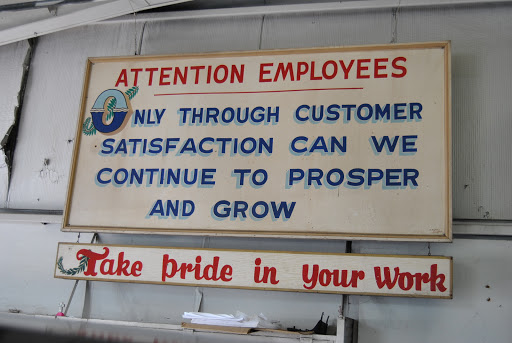 ATTENTION EMPLOYEES
ONLY THROUGH CUSTOMER
SATISFACTION CAN WE
CONTINUE TO PROSPER
AND GROW
Take pride in Your Work